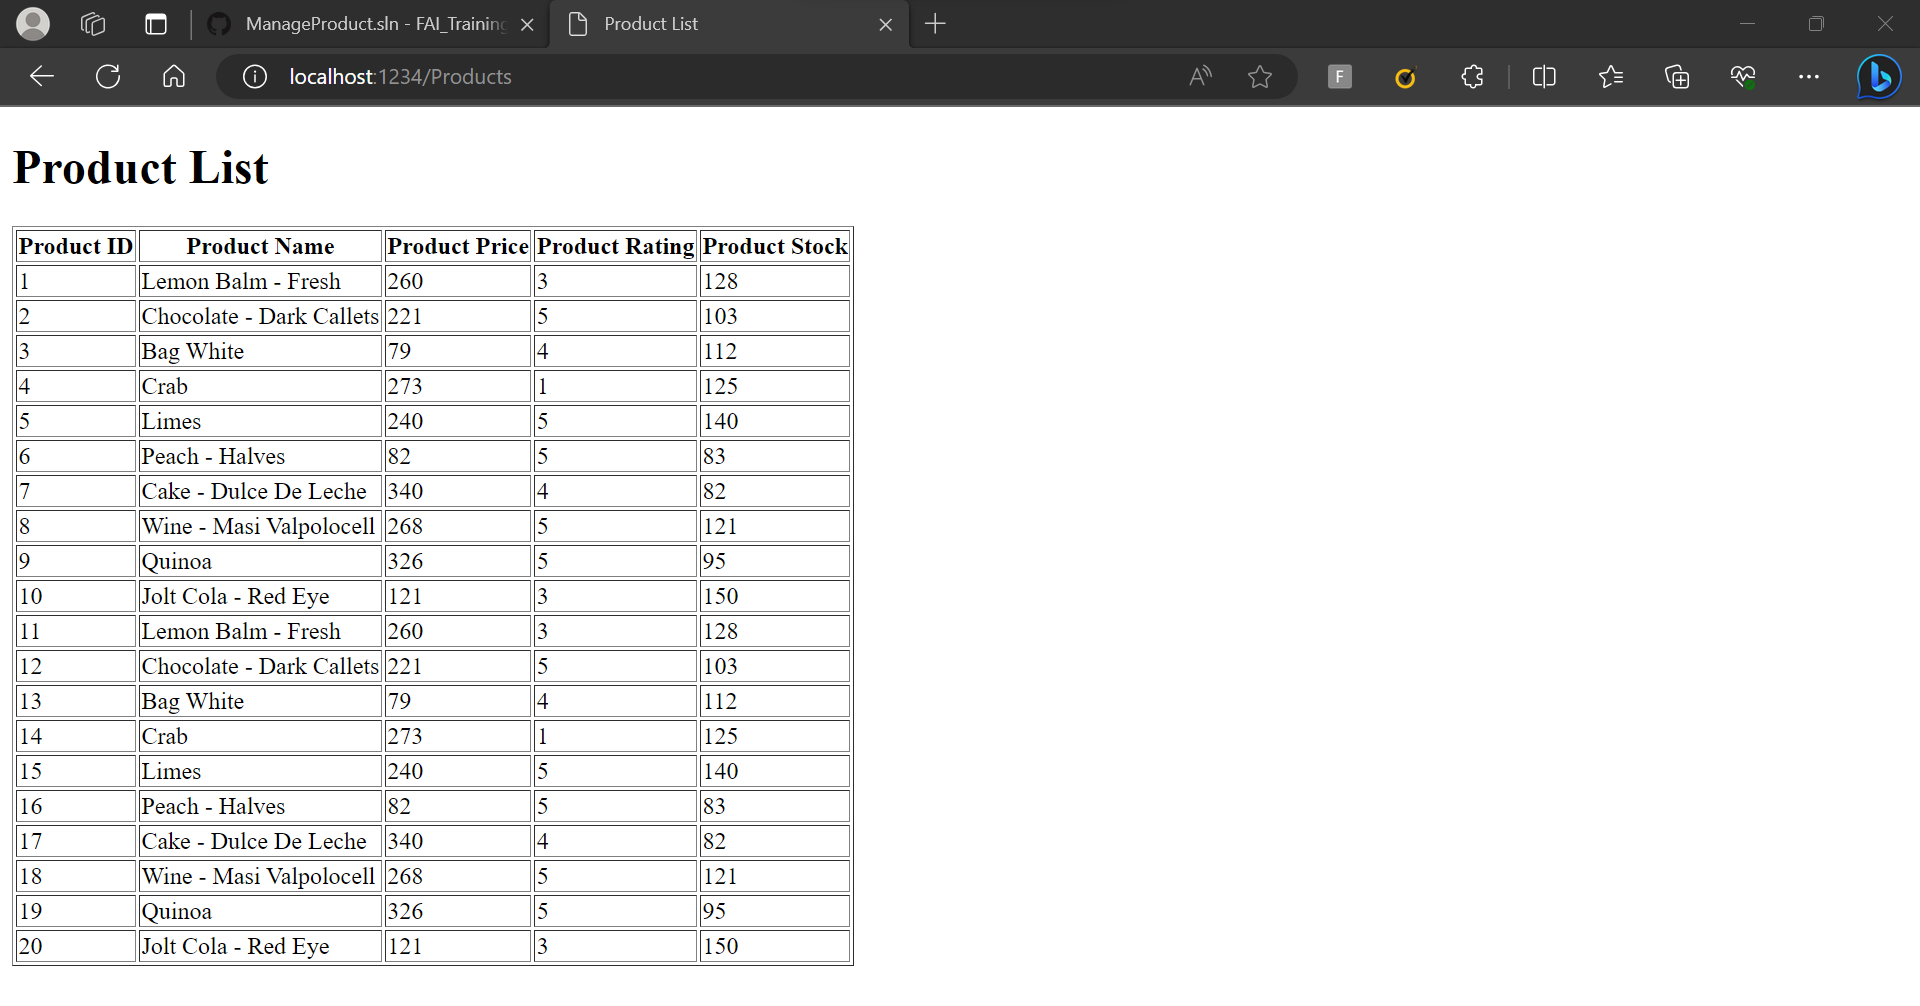 ManageProduct.sln - FAI_Training
Product List
localhost:1234/Products
F
Product List
Product ID Product Name Product Price Product Rating Product Stock
1 Lemon Balm - Fresh 260 3 128
2 Chocolate - Dark Callets 221 5 103
3 Bag White 79 4 112
4 Crab 273 1 125
5 Limes 240 5 140
6 Peach - Halves 82 5 83
7 Cake - Dulce De Leche 340 4 82
8 Wine - Masi Valpolocell 268 5 121
9 Quinoa 326 5 95
10 Jolt Cola - Red Eye 121 3 150
11 Lemon Balm - Fresh 260 3 128
12 Chocolate - Dark Callets 221 5 103
13 Bag White 79 4 112
14 Crab 273 1 125
15 Limes 240 5 140
16 Peach - Halves 82 5 83
17 Cake - Dulce De Leche 340 4 82
18 Wine - Masi Valpolocell 268 5 121
19 Quinoa 326 5 95
20 Jolt Cola - Red Eye 121 3 150